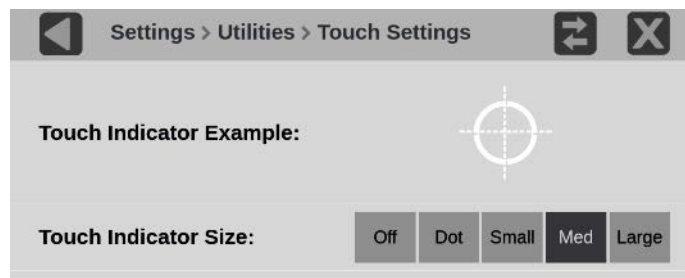 Settings > Utilities > Touch Settings
Touch Indicator Example:
Touch Indicator Size: Off Dot Small Med Large